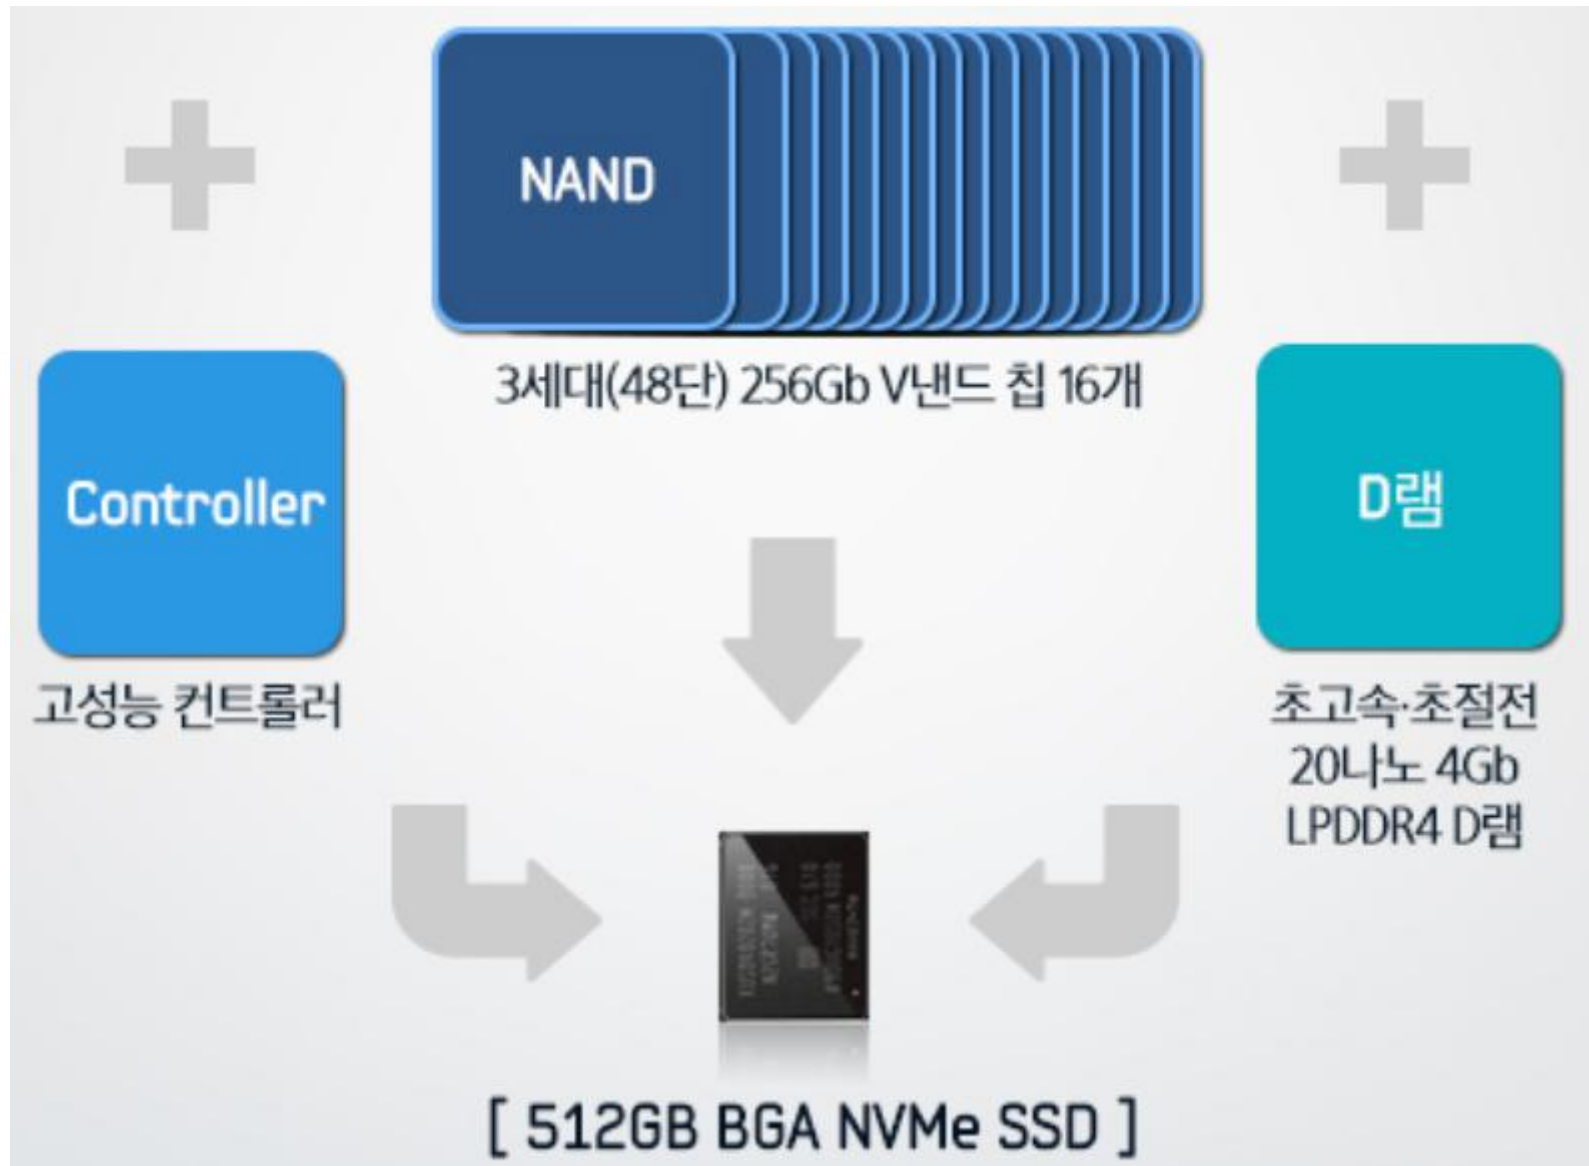 NAND
3세대(48단) 256Gb V낸드 칩 16개
Controller
고성능 컨트롤러
D램
초고속·초절전
20나노 4Gb
LPDDR4 D램
[ 512GB BGA NVMe SSD ]